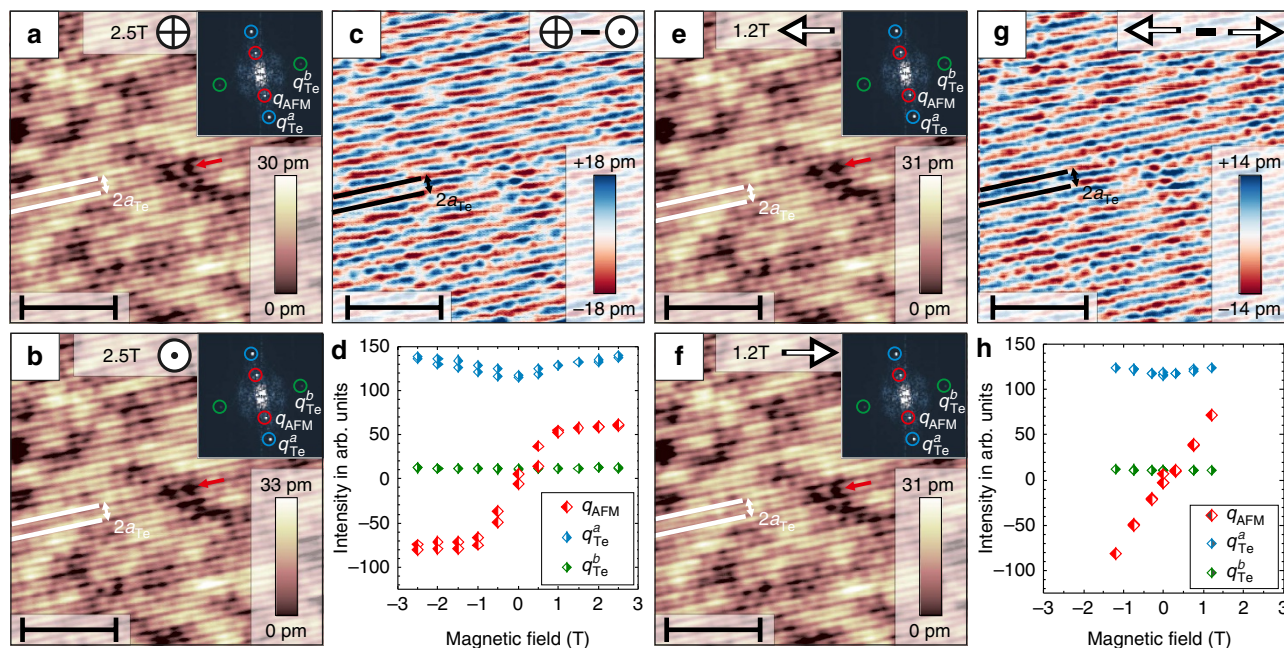 a
2.5T
q^b_Te
q_AFM
q^a_Te
30 pm
2a_Te
0 pm
c
–
+18 pm
2a_Te
–18 pm
e
1.2T
q^b_Te
q_AFM
q^a_Te
31 pm
2a_Te
0 pm
g
–
+14 pm
2a_Te
–14 pm
b
2.5T
q^b_Te
q_AFM
q^a_Te
33 pm
2a_Te
0 pm
d
150
100
50
0
–50
–100
Intensity in arb. units
q_AFM
q^a_Te
q^b_Te
–3 –2 –1 0 1 2 3
Magnetic field (T)
f
1.2T
q^b_Te
q_AFM
q^a_Te
31 pm
2a_Te
0 pm
h
150
100
50
0
–50
–100
Intensity in arb. units
q_AFM
q^a_Te
q^b_Te
–3 –2 –1 0 1 2 3
Magnetic field (T)